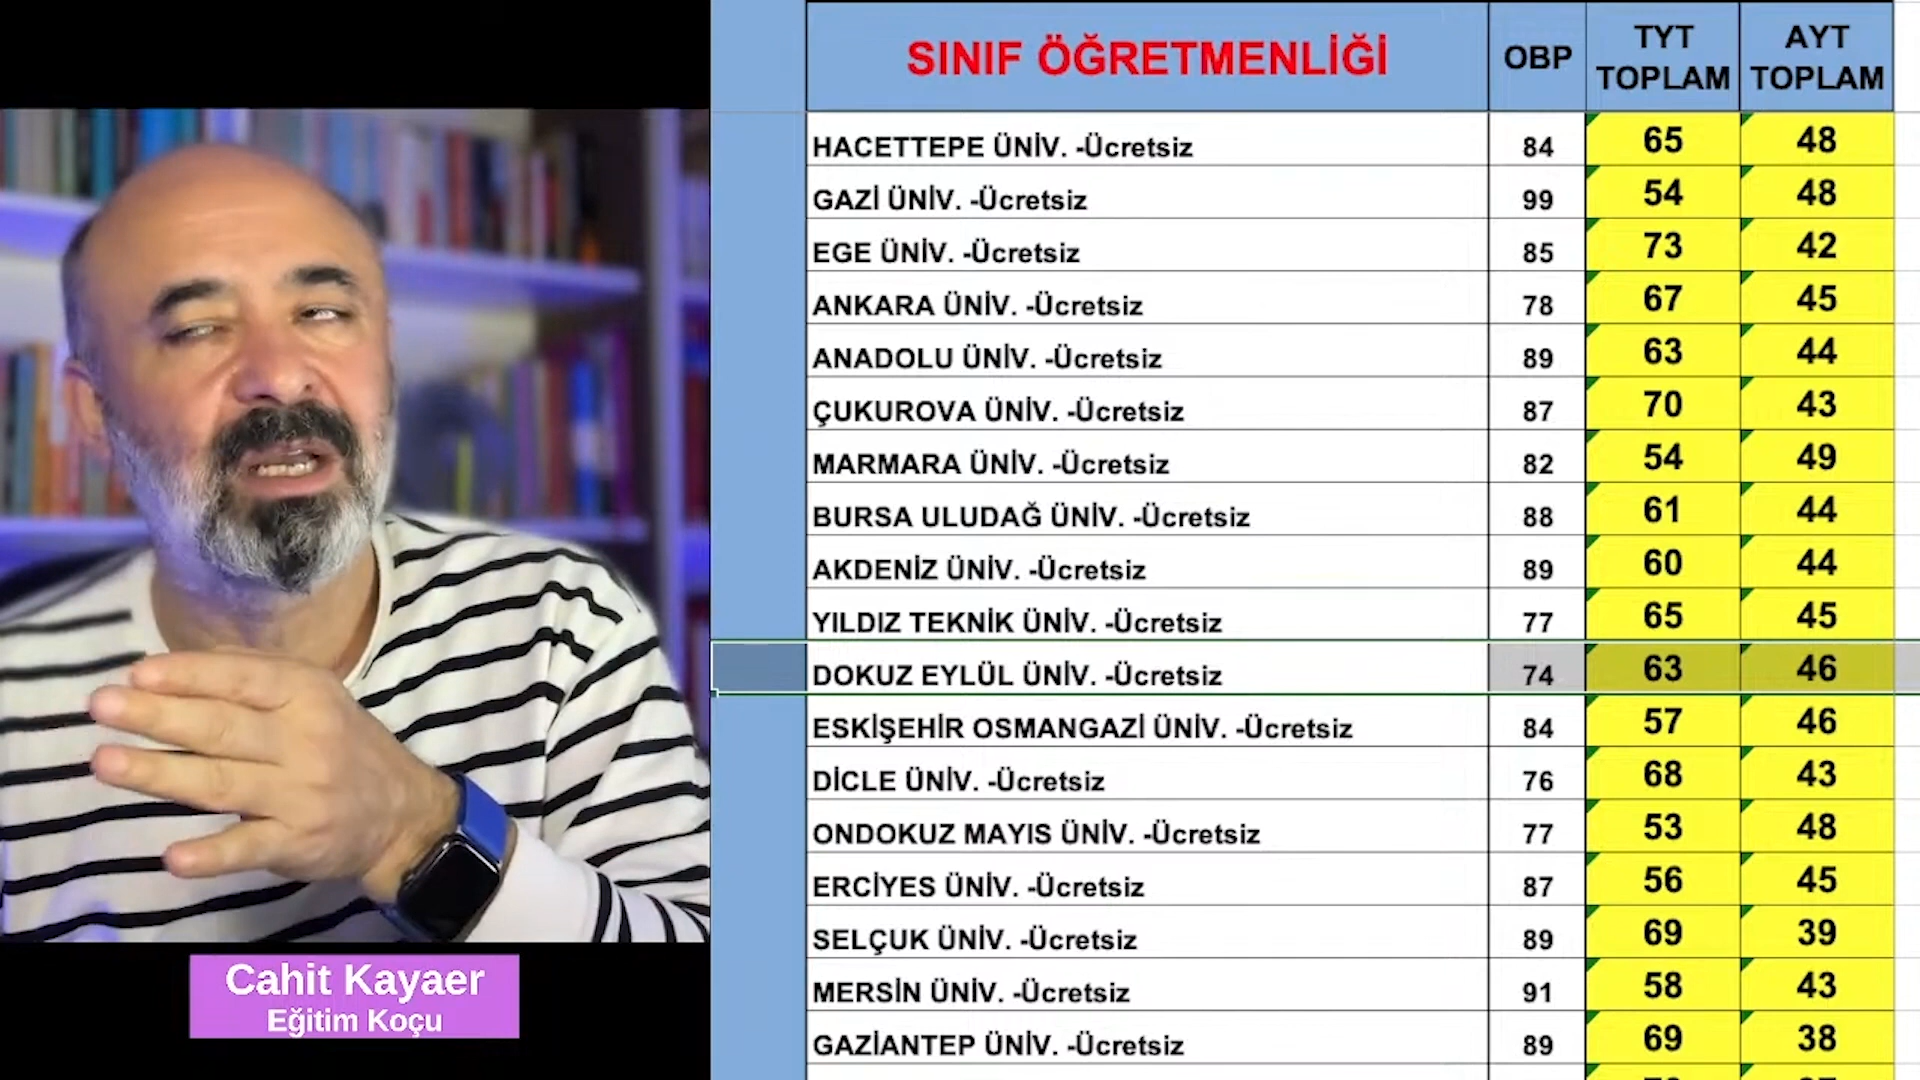 SINIF ÖĞRETMENLİĞİ OBP TYT TOPLAM AYT TOPLAM
HACETTEPE ÜNİV. -Ücretsiz 84 65 48
GAZİ ÜNİV. -Ücretsiz 99 54 48
EGE ÜNİV. -Ücretsiz 85 73 42
ANKARA ÜNİV. -Ücretsiz 78 67 45
ANADOLU ÜNİV. -Ücretsiz 89 63 44
ÇUKUROVA ÜNİV. -Ücretsiz 87 70 43
MARMARA ÜNİV. -Ücretsiz 82 54 49
BURSA ULUDAĞ ÜNİV. -Ücretsiz 88 61 44
AKDENİZ ÜNİV. -Ücretsiz 89 60 44
YILDIZ TEKNİK ÜNİV. -Ücretsiz 77 65 45
DOKUZ EYLÜL ÜNİV. -Ücretsiz 74 63 46
ESKİŞEHİR OSMANGAZİ ÜNİV. -Ücretsiz 84 57 46
DİCLE ÜNİV. -Ücretsiz 76 68 43
ONDOKUZ MAYIS ÜNİV. -Ücretsiz 77 53 48
ERCİYES ÜNİV. -Ücretsiz 87 56 45
SELÇUK ÜNİV. -Ücretsiz 89 69 39
MERSİN ÜNİV. -Ücretsiz 91 58 43
GAZİANTEP ÜNİV. -Ücretsiz 89 69 38
Cahit Kayaer
Eğitim Koçu